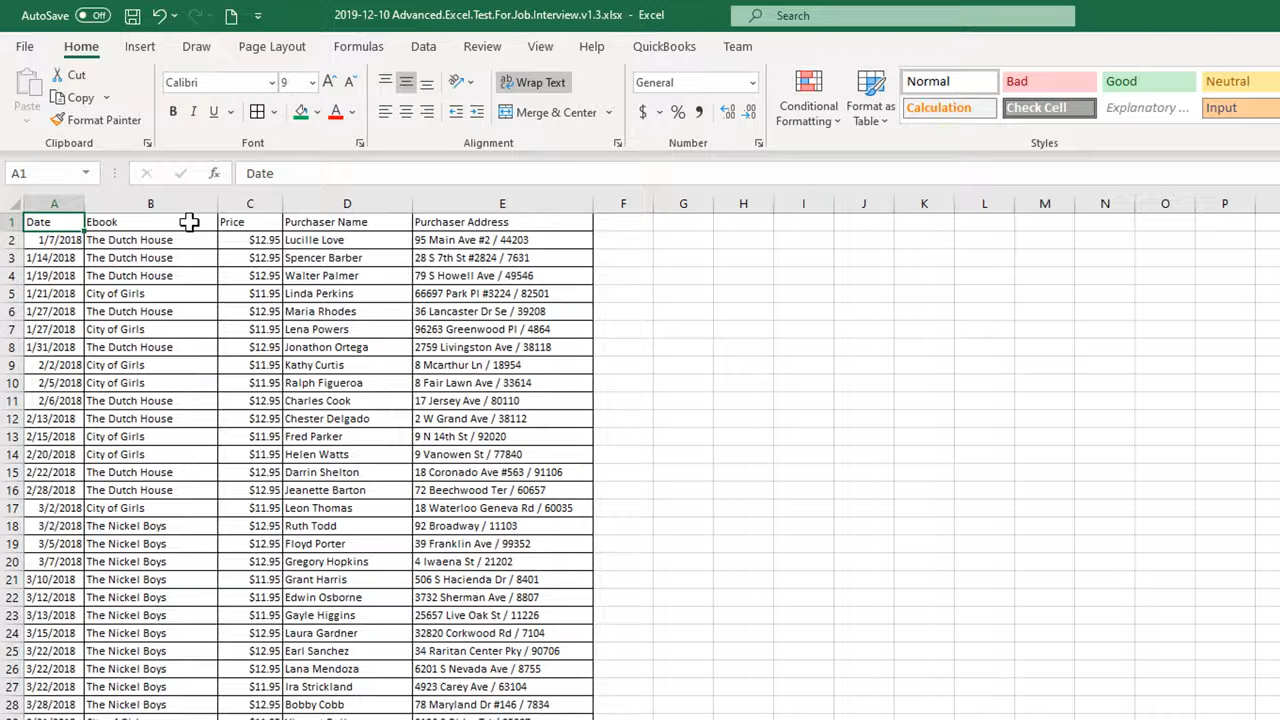 AutoSave Off 2019-12-10 Advanced.Excel.Test.For.Job.Interview.v1.3.xlsx - Excel Search
File Home Insert Draw Page Layout Formulas Data Review View Help QuickBooks Team
Paste Cut Copy Format Painter
Calibri 9 A A
B I U A
ab Wrap Text
Merge & Center
General
$ % , 
Conditional Formatting Format as Table
Normal Bad Good Neutral
Calculation Check Cell Explanatory ... Input
Clipboard Font Alignment Number Styles
A1 fx Date
A B C D E F G H I J K L M N O P
1 Date Ebook Price Purchaser Name Purchaser Address
2 1/7/2018 The Dutch House $12.95 Lucille Love 95 Main Ave #2 / 44203
3 1/14/2018 The Dutch House $12.95 Spencer Barber 28 S 7th St #2824 / 7631
4 1/19/2018 The Dutch House $12.95 Walter Palmer 79 S Howell Ave / 49546
5 1/21/2018 City of Girls $11.95 Linda Perkins 66697 Park Pl #3224 / 82501
6 1/27/2018 The Dutch House $12.95 Maria Rhodes 36 Lancaster Dr Se / 39208
7 1/27/2018 City of Girls $11.95 Lena Powers 96263 Greenwood Pl / 4864
8 1/31/2018 The Dutch House $12.95 Jonathon Ortega 2759 Livingston Ave / 38118
9 2/2/2018 City of Girls $11.95 Kathy Curtis 8 Mcarthur Ln / 18954
10 2/5/2018 City of Girls $11.95 Ralph Figueroa 8 Fair Lawn Ave / 33614
11 2/6/2018 The Dutch House $12.95 Charles Cook 17 Jersey Ave / 80110
12 2/13/2018 The Dutch House $12.95 Chester Delgado 2 W Grand Ave / 38112
13 2/15/2018 City of Girls $11.95 Fred Parker 9 N 14th St / 92020
14 2/20/2018 City of Girls $11.95 Helen Watts 9 Vanowen St / 77840
15 2/22/2018 The Dutch House $12.95 Darrin Shelton 18 Coronado Ave #563 / 91106
16 2/28/2018 The Dutch House $12.95 Jeanette Barton 72 Beechwood Ter / 60657
17 3/2/2018 City of Girls $11.95 Leon Thomas 18 Waterloo Geneva Rd / 60035
18 3/2/2018 The Nickel Boys $12.95 Ruth Todd 92 Broadway / 11103
19 3/5/2018 The Nickel Boys $12.95 Floyd Porter 39 Franklin Ave / 99352
20 3/7/2018 The Nickel Boys $12.95 Gregory Hopkins 4 Iwaena St / 21202
21 3/10/2018 The Nickel Boys $11.95 Grant Harris 506 S Hacienda Dr / 8401
22 3/12/2018 The Nickel Boys $11.95 Edwin Osborne 3732 Sherman Ave / 8807
23 3/13/2018 The Nickel Boys $11.95 Gayle Higgins 25657 Live Oak St / 11226
24 3/15/2018 The Nickel Boys $12.95 Laura Gardner 32820 Corkwood Rd / 7104
25 3/22/2018 The Nickel Boys $12.95 Earl Sanchez 34 Raritan Center Pky / 90706
26 3/22/2018 The Nickel Boys $12.95 Lana Mendoza 6201 S Nevada Ave / 8755
27 3/22/2018 The Nickel Boys $11.95 Ira Strickland 4923 Carey Ave / 63104
28 3/28/2018 The Nickel Boys $12.95 Bobby Cobb 78 Maryland Dr #146 / 7834